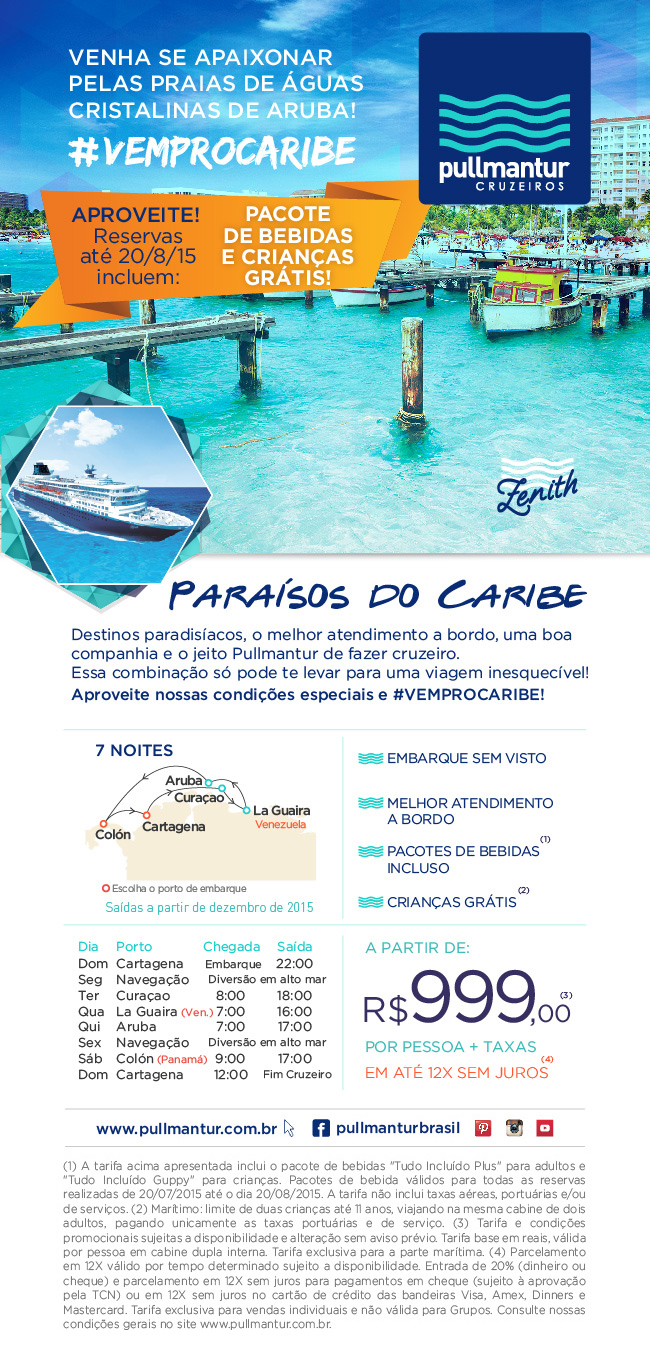 VENHA SE APAIXONAR
PELAS PRAIAS DE ÁGUAS
CRISTALINAS DE ARUBA!
#VEMPROCARIBE
pullmantur
CRUZEIROS
APROVEITE!
Reservas
até 20/8/15
incluem:
PACOTE
DE BEBIDAS
E CRIANÇAS
GRÁTIS!
Zenith
PARAÍSOS DO CARIBE
Destinos paradisíacos, o melhor atendimento a bordo, uma boa
companhia e o jeito Pullmantur de fazer cruzeiro.
Essa combinação só pode te levar para uma viagem inesquecível!
Aproveite nossas condições especiais e #VEMPROCARIBE!
7 NOITES
Aruba
Curaçao
La Guaira
Venezuela
Cartagena
Colón
Escolha o porto de embarque
Saídas a partir de dezembro de 2015
EMBARQUE SEM VISTO
MELHOR ATENDIMENTO
A BORDO
PACOTES DE BEBIDAS (1)
INCLUSO
CRIANÇAS GRÁTIS (2)
Dia Porto Chegada Saída
Dom Cartagena Embarque 22:00
Seg Navegação Diversão em alto mar
Ter Curaçao 8:00 18:00
Qua La Guaira (Ven.) 7:00 16:00
Qui Aruba 7:00 17:00
Sex Navegação Diversão em alto mar
Sáb Colón (Panamá) 9:00 17:00
Dom Cartagena 12:00 Fim Cruzeiro
A PARTIR DE:
R$999,00 (3)
POR PESSOA + TAXAS
EM ATÉ 12X SEM JUROS (4)
www.pullmantur.com.br
pullmanturbrasil
(1) A tarifa acima apresentada inclui o pacote de bebidas "Tudo Incluído Plus" para adultos e
"Tudo Incluído Guppy" para crianças. Pacotes de bebida válidos para todas as reservas
realizadas de 20/07/2015 até o dia 20/08/2015. A tarifa não inclui taxas aéreas, portuárias e/ou
de serviços. (2) Marítimo: limite de duas crianças até 11 anos, viajando na mesma cabine de dois
adultos, pagando unicamente as taxas portuárias e de serviço. (3) Tarifa e condições
promocionais sujeitas a disponibilidade e alteração sem aviso prévio. Tarifa base em reais, válida
por pessoa em cabine dupla interna. Tarifa exclusiva para a parte marítima. (4) Parcelamento
em 12X válido por tempo determinado sujeito a disponibilidade. Entrada de 20% (dinheiro ou
cheque) e parcelamento em 12X sem juros para pagamentos em cheque (sujeito à aprovação
pela TCN) ou em 12X sem juros no cartão de crédito das bandeiras Visa, Amex, Dinners e
Mastercard. Tarifa exclusiva para vendas individuais e não válida para Grupos. Consulte nossas
condições gerais no site www.pullmantur.com.br.